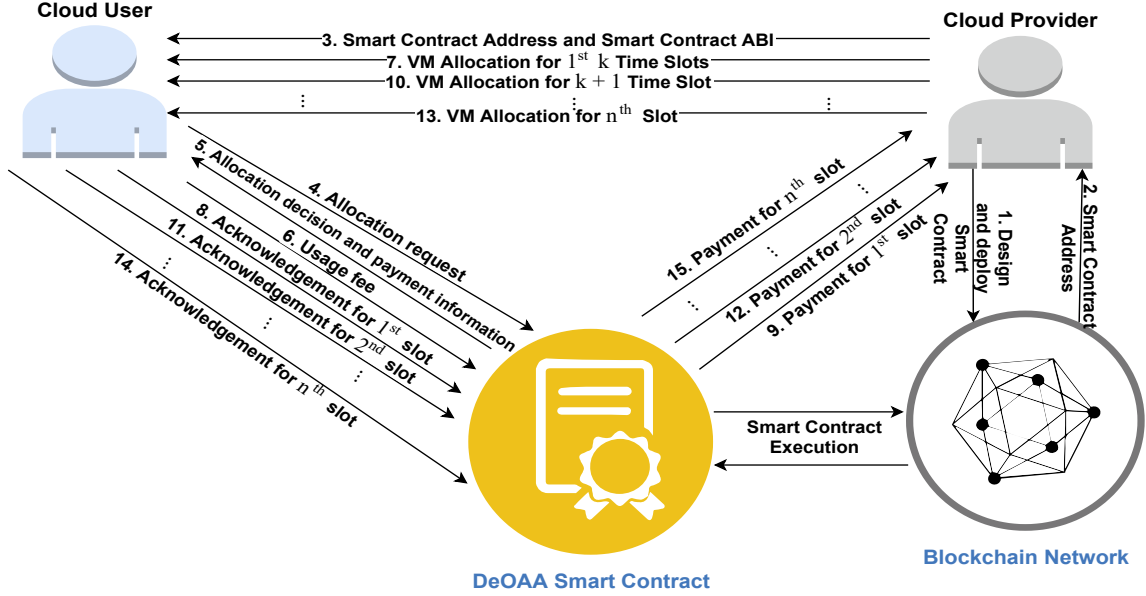 Cloud User
Cloud Provider
3. Smart Contract Address and Smart Contract ABI
7. VM Allocation for 1st k Time Slots
10. VM Allocation for k + 1 Time Slot
13. VM Allocation for nth Slot
4. Allocation request
5. Allocation decision and payment information
6. Usage fee
8. Acknowledgement for 1st slot
11. Acknowledgement for 2nd slot
14. Acknowledgement for nth slot
15. Payment for nth slot
12. Payment for 2nd slot
9. Payment for 1st slot
1. Design
and deploy
Smart
Contract
2. Smart Contract
Address
Smart Contract
Execution
DeOAA Smart Contract
Blockchain Network